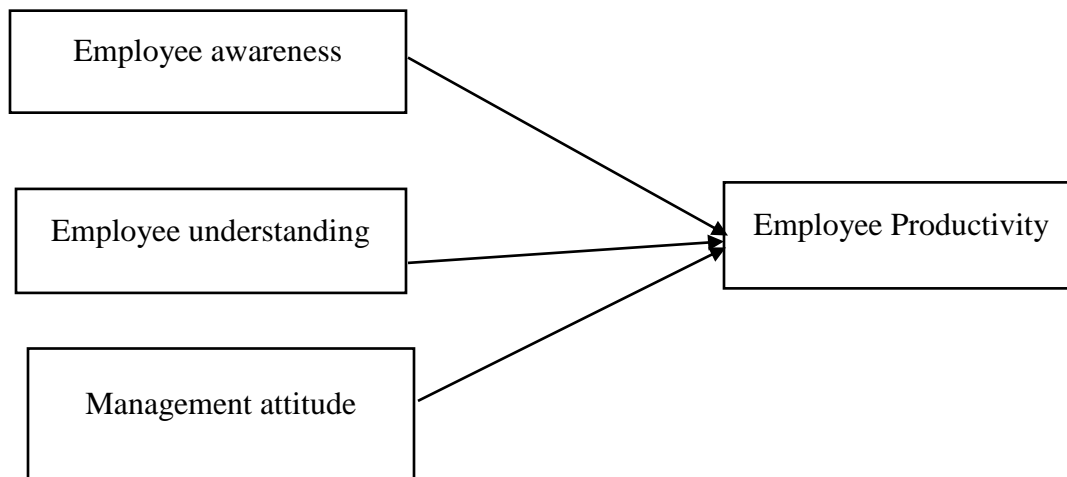 Employee awareness
Employee understanding
Employee Productivity
Management attitude